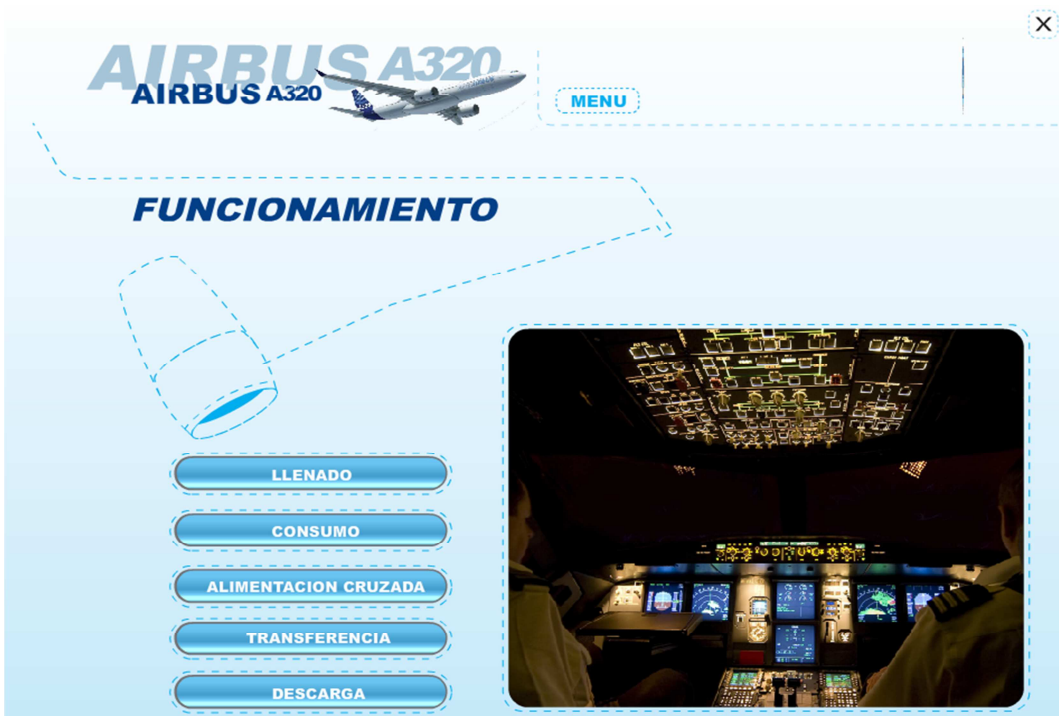 AIRBUS A320
AIRBUS A320
MENU
X
FUNCIONAMIENTO
LLENADO
CONSUMO
ALIMENTACION CRUZADA
TRANSFERENCIA
DESCARGA